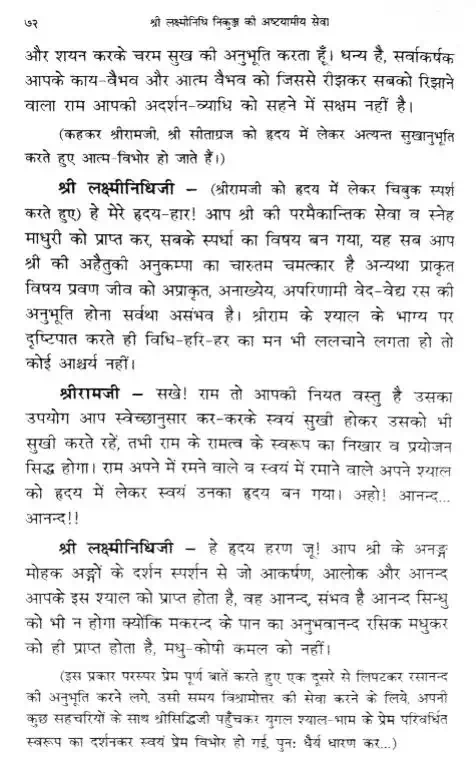 ७२ श्री लक्ष्मीनिधि निकुञ्ज की अष्टयामीय सेवा
और शयन करके चरम सुख की अनुभूति करता हूँ। धन्य है, सर्वाकर्षक
आपके काय-वैभव और आत्म वैभव को जिससे रीझकर सबको रिझाने
वाला राम आपकी अदर्शन-व्याधि को सहने में सक्षम नहीं है।
(कहकर श्रीरामजी, श्री सीताग्रज को हृदय में लेकर अत्यन्त सुखानुभूति
करते हुए आत्म-विभोर हो जाते हैं।)
श्री लक्ष्मीनिधिजी – (श्रीरामजी को हृदय में लेकर चिबुक स्पर्श
करते हुए) हे मेरे हृदय-हार! आप श्री की परमैकान्तिक सेवा व स्नेह
माधुरी को प्राप्त कर, सबके स्पर्धा का विषय बन गया, यह सब आप
श्री की अहैतुकी अनुकम्पा का चारुतम चमत्कार है अन्यथा प्राकृत
विषय प्रवण जीव को अप्राकृत, अनाख्येय, अपरिणामी वेद-वेद्य रस की
अनुभूति होना सर्वथा असंभव है। श्रीराम के श्याल के भाग्य पर
दृष्टिपात करते ही विधि-हरि-हर का मन भी ललचाने लगता हो तो
कोई आश्चर्य नहीं।
श्रीरामजी – सखे! राम तो आपकी नियत वस्तु है उसका
उपयोग आप स्वेच्छानुसार कर-करके स्वयं सुखी होकर उसको भी
सुखी करते रहें, तभी राम के रामत्व के स्वरूप का निखार व प्रयोजन
सिद्ध होगा। राम अपने में रमने वाले व स्वयं में रमाने वाले अपने श्याल
को हृदय में लेकर स्वयं उनका हृदय बन गया। अहो! आनन्द...
आनन्द!!
श्री लक्ष्मीनिधिजी – हे हृदय हरण जू! आप श्री के अनङ्ग
मोहक अङ्गों के दर्शन स्पर्शन से जो आकर्षण, आलोक और आनन्द
आपके इस श्याल को प्राप्त होता है, वह आनन्द, संभव है आनन्द सिन्धु
को भी न होगा क्योंकि मकरन्द के पान का अनुभवानन्द रसिक मधुकर
को ही प्राप्त होता है, मधु-कोषी कमल को नहीं।
(इस प्रकार परस्पर प्रेम पूर्ण बातें करते हुए एक दूसरे से लिपटकर रसानन्द
की अनुभूति करने लगे, उसी समय विश्रामोत्तर की सेवा करने के लिये, अपनी
कुछ सहचरियों के साथ श्रीसिद्धिजी पहुँचकर युगल श्याल-भाम के प्रेम परिवर्धित
स्वरूप का दर्शनकर स्वयं प्रेम विभोर हो गई, पुनः धैर्य धारण कर...)